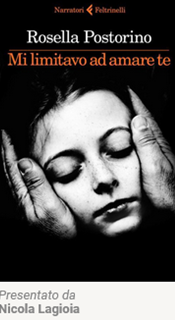 Narratori Feltrinelli
Rosella Postorino
Mi limitavo ad amare te
Presentato da
Nicola Lagioia